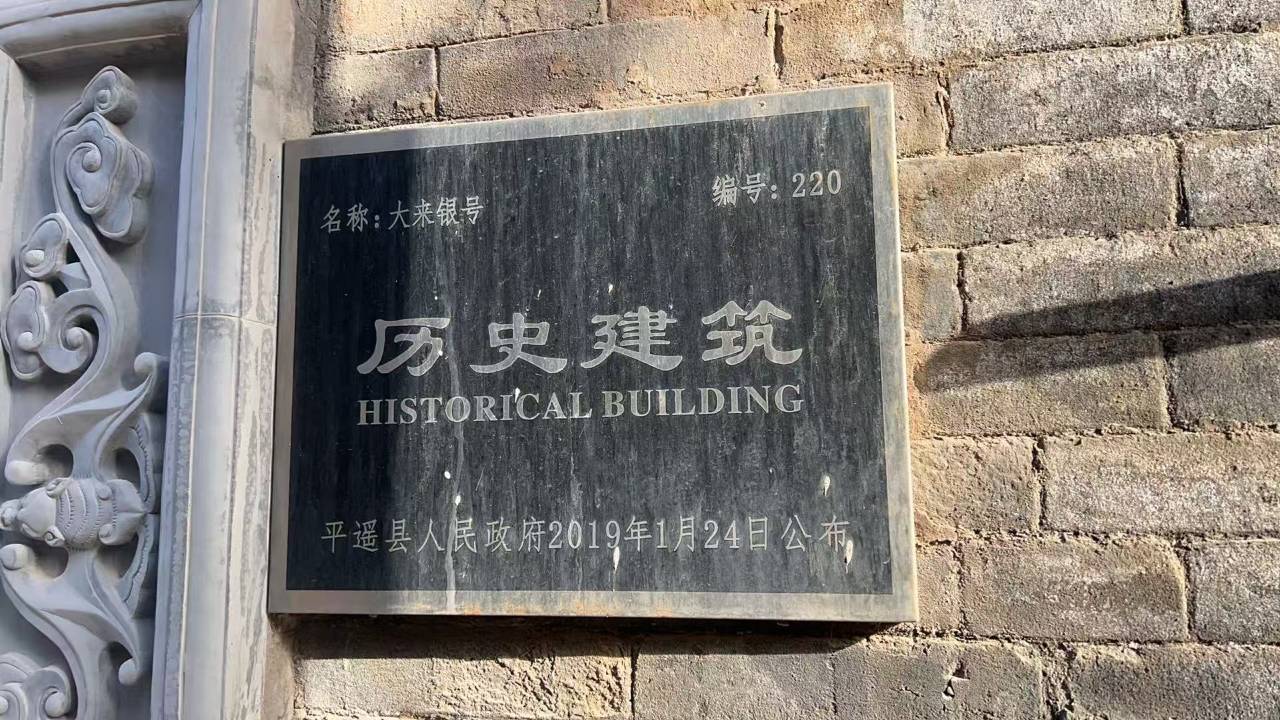 名称：大来银号
编号：220
历史建筑
HISTORICAL BUILDING
平遥县人民政府2019年1月24日公布